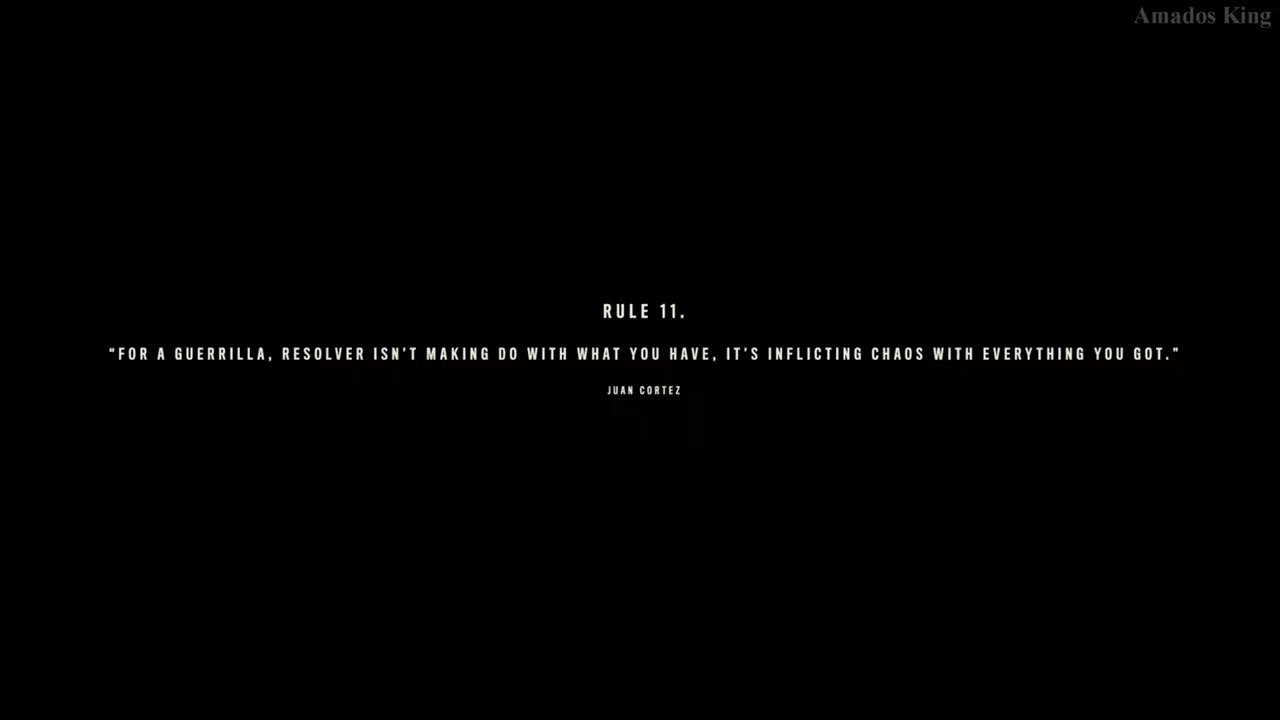 Amados King
RULE 11.
“FOR A GUERRILLA, RESOLVER ISN’T MAKING DO WITH WHAT YOU HAVE, IT’S INFLICTING CHAOS WITH EVERYTHING YOU GOT.”
JUAN CORTEZ